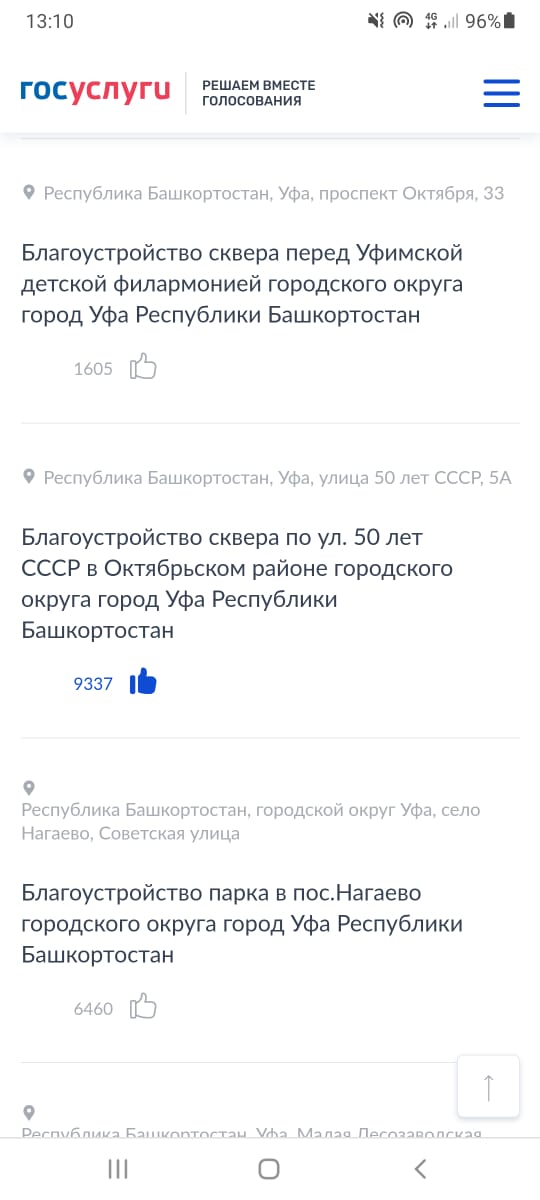 13:10
4G
96%
госуслуги
РЕШАЕМ ВМЕСТЕ
ГОЛОСОВАНИЯ
Республика Башкортостан, Уфа, проспект Октября, 33
Благоустройство сквера перед Уфимской
детской филармонией городского округа
город Уфа Республики Башкортостан
1605
Республика Башкортостан, Уфа, улица 50 лет СССР, 5А
Благоустройство сквера по ул. 50 лет
СССР в Октябрьском районе городского
округа город Уфа Республики
Башкортостан
9337
Республика Башкортостан, городской округ Уфа, село
Нагаево, Советская улица
Благоустройство парка в пос.Нагаево
городского округа город Уфа Республики
Башкортостан
6460
Республика Башкортостан, Уфа, Малая Лесозаводская